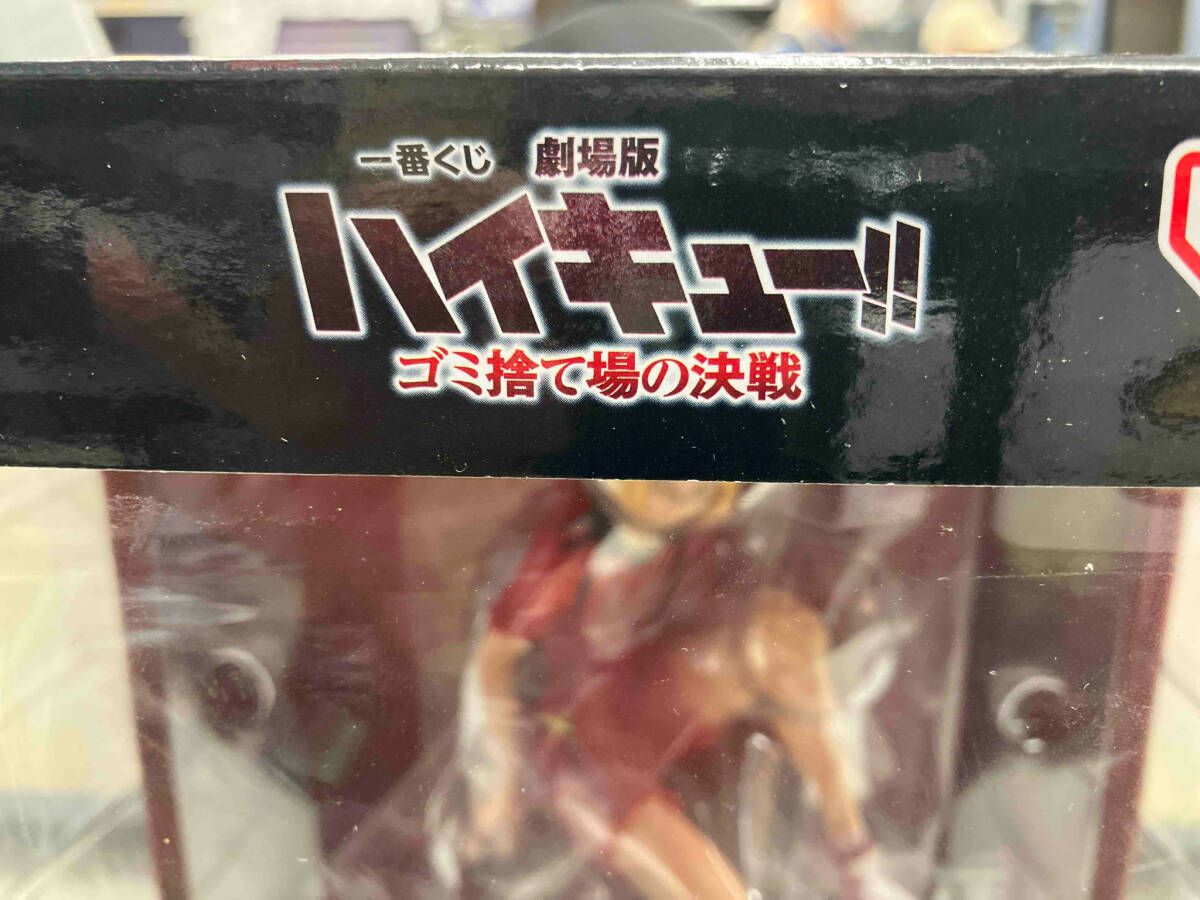 一番くじ 劇場版
ハイキュー!!
ゴミ捨て場の決戦